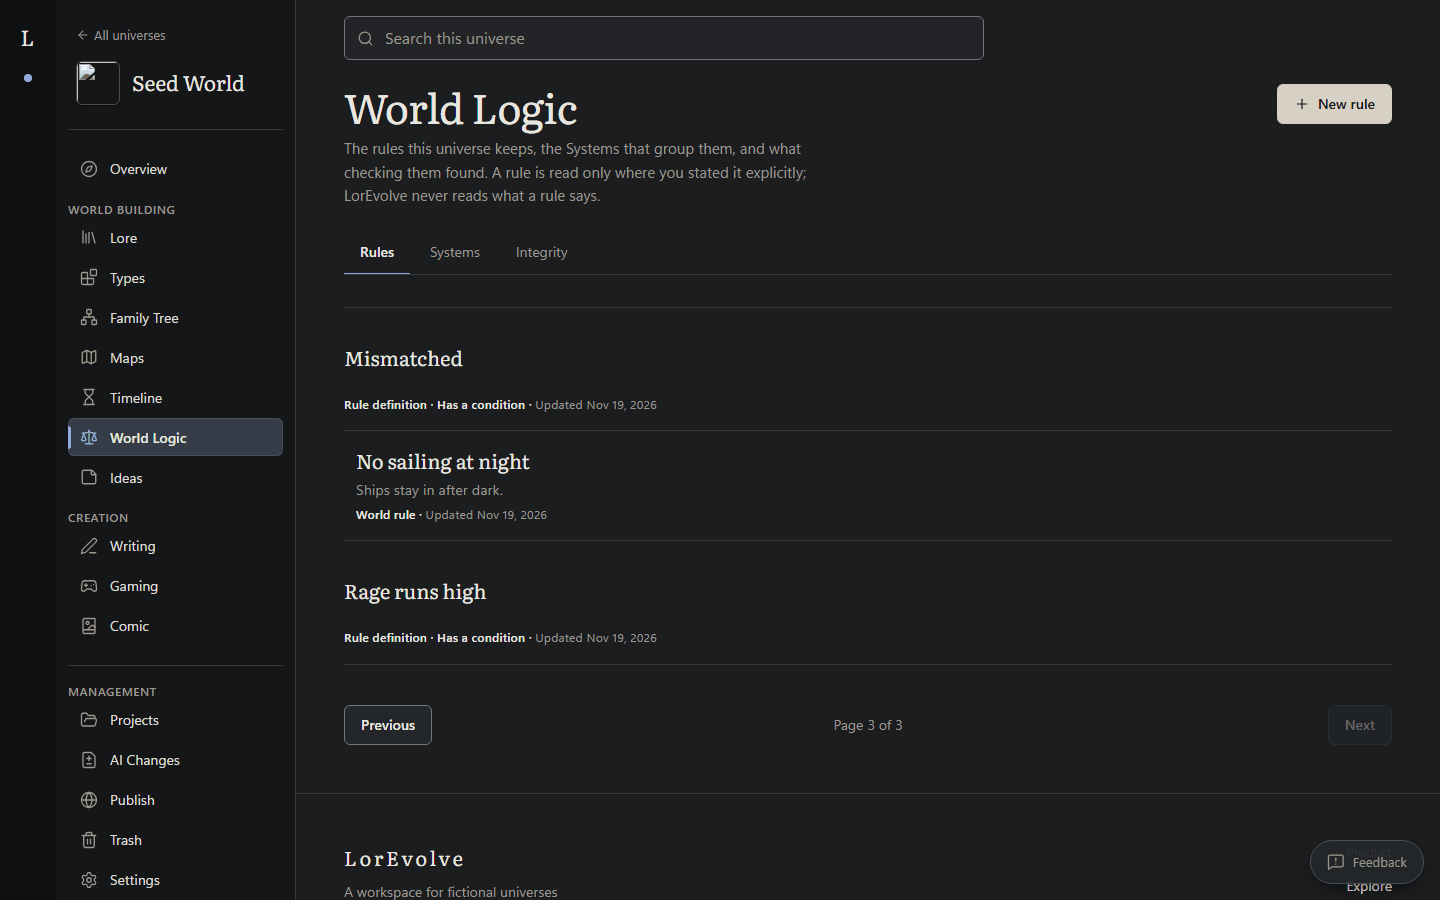 L
All universes
Seed World
Overview
WORLD BUILDING
Lore
Types
Family Tree
Maps
Timeline
World Logic
Ideas
CREATION
Writing
Gaming
Comic
MANAGEMENT
Projects
AI Changes
Publish
Trash
Settings
Search this universe
World Logic
New rule
The rules this universe keeps, the Systems that group them, and what
checking them found. A rule is read only where you stated it explicitly;
LorEvolve never reads what a rule says.
Rules Systems Integrity
Mismatched
Rule definition · Has a condition · Updated Nov 19, 2026
No sailing at night
Ships stay in after dark.
World rule · Updated Nov 19, 2026
Rage runs high
Rule definition · Has a condition · Updated Nov 19, 2026
Previous Page 3 of 3 Next
LorEvolve
A workspace for fictional universes
Feedback
Explore